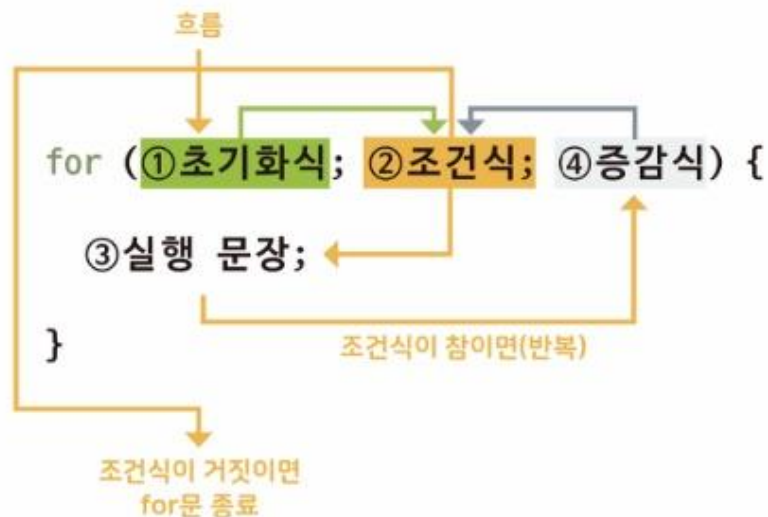 흐름
for (①초기화식; ②조건식; ④증감식) {
③실행 문장;
}
조건식이 참이면(반복)
조건식이 거짓이면
for문 종료